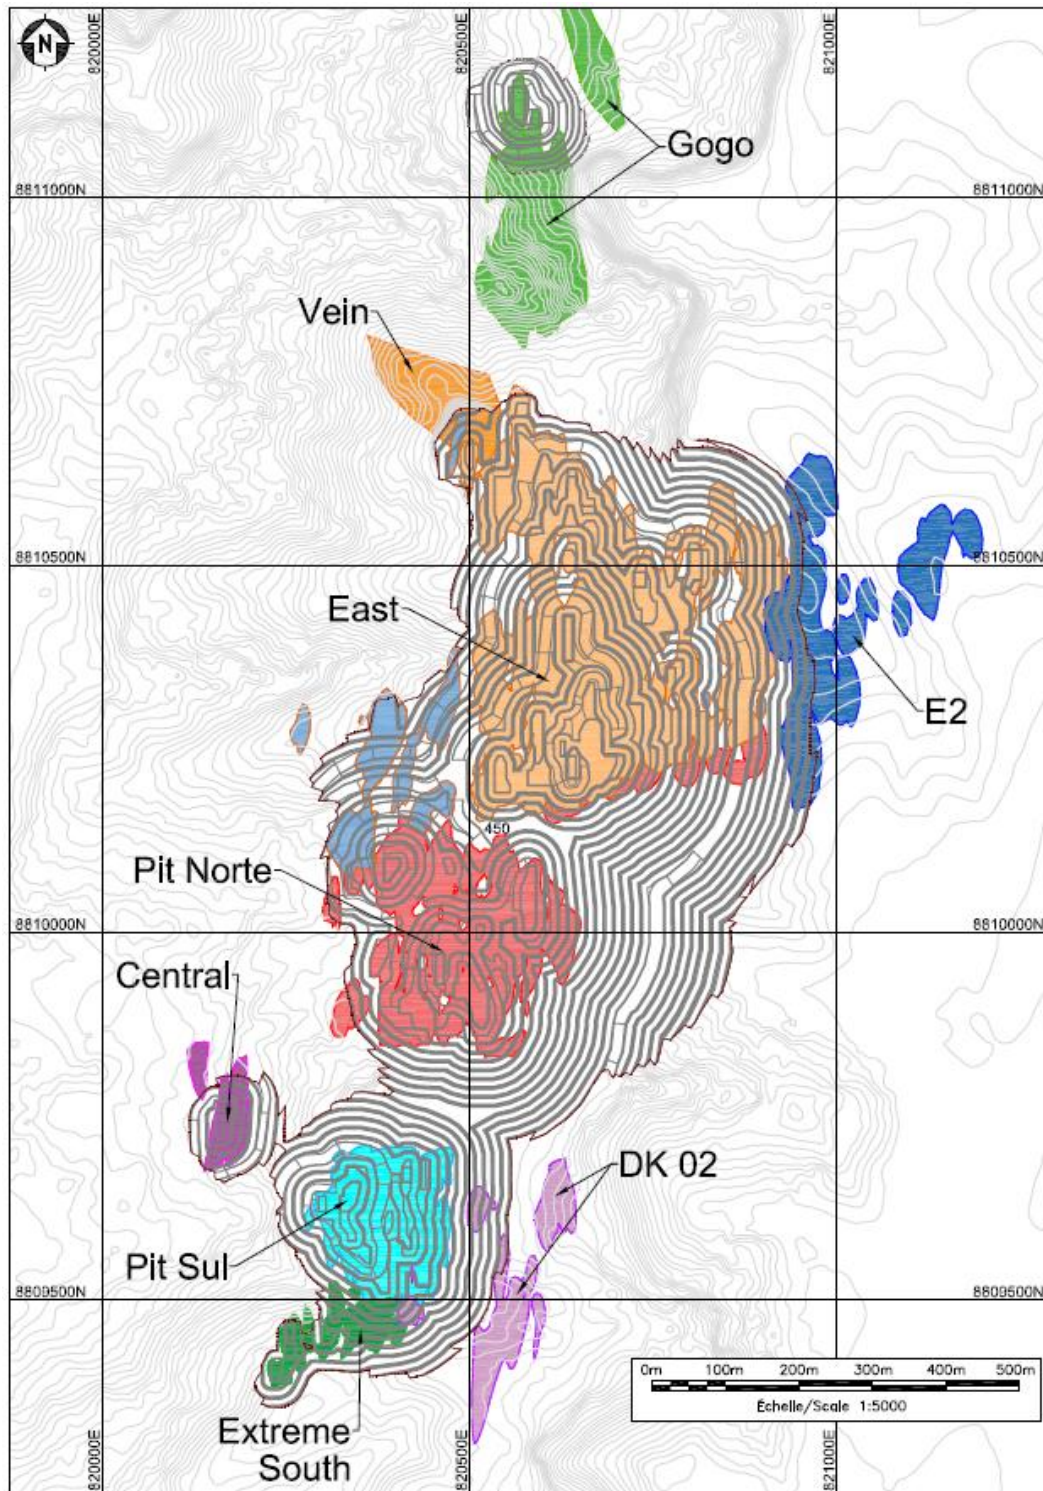 N
820000E
820500E
821000E
Gogo
8811000N
8811000N
Vein
8810500N
8810500N
East
E2
450
Pit Norte
8810000N
8810000N
Central
DK 02
Pit Sul
8809500N
8809500N
0m 100m 200m 300m 400m 500m
Échelle/Scale 1:5000
Extreme
South
820000E
820500E
821000E